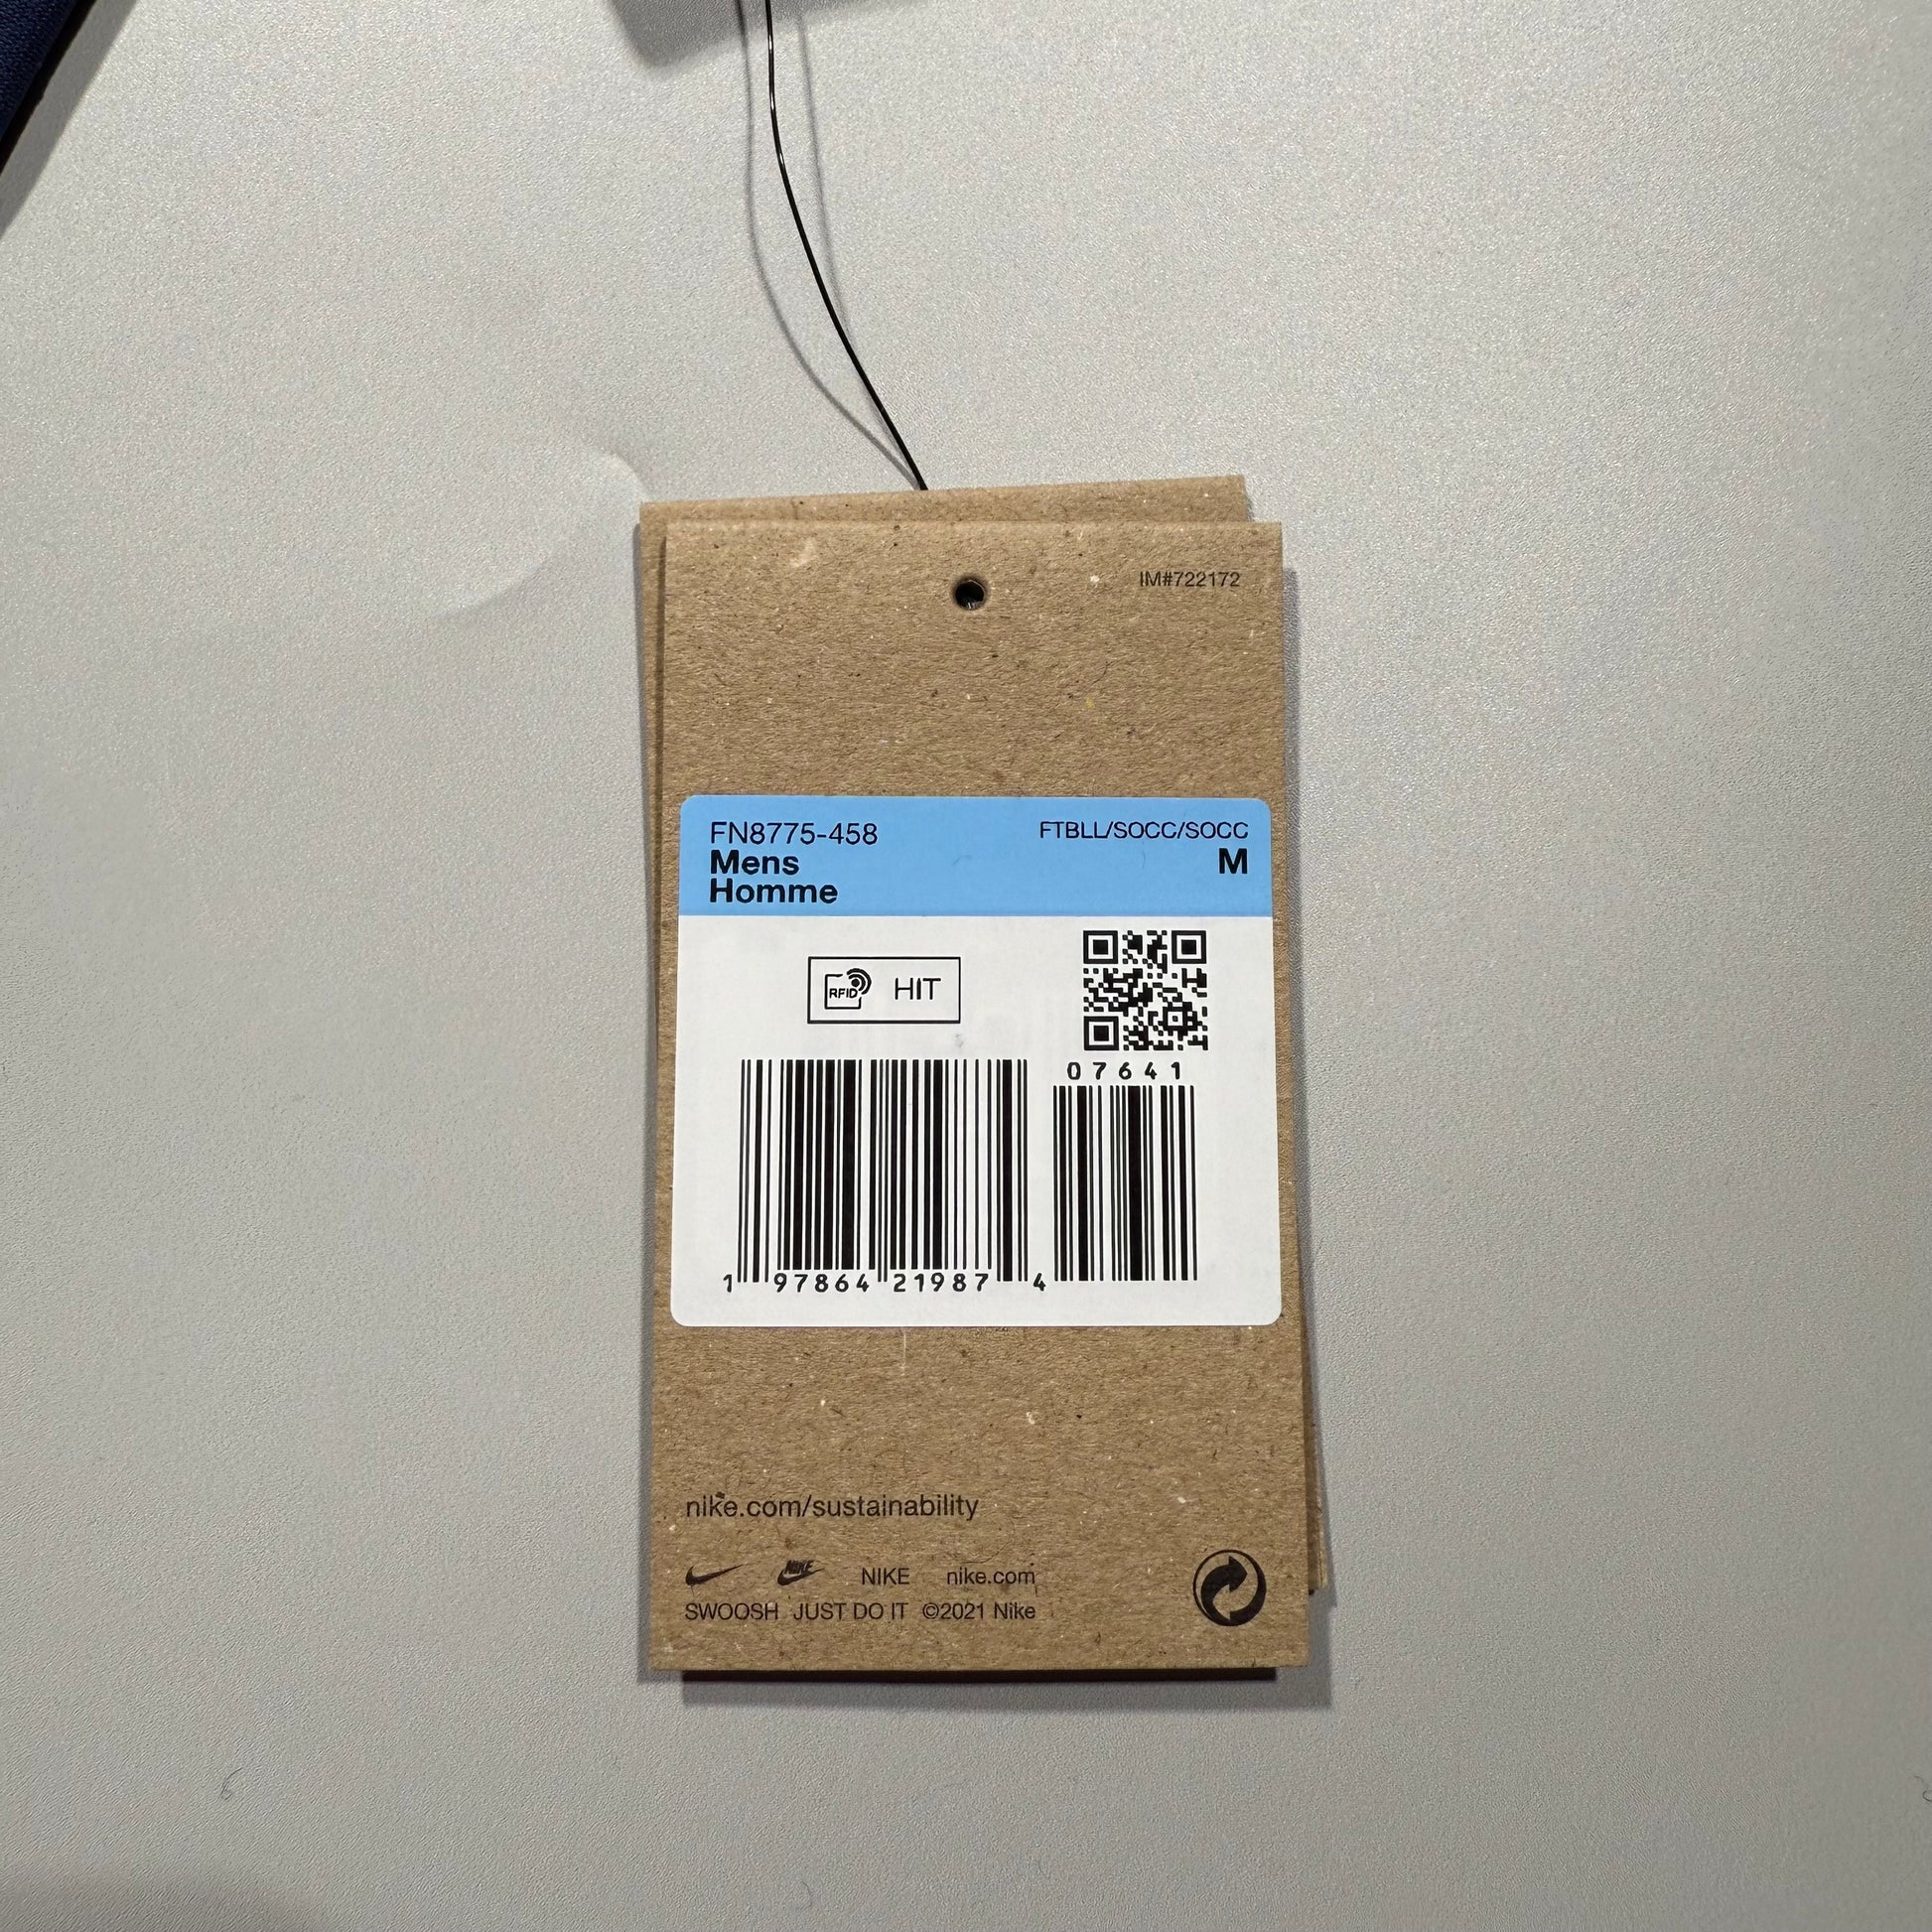 IM#722172
FN8775-458 FTBLL/SOCC/SOCC
Mens M
Homme
RFID HIT
07641
1 97864 21987 4
nike.com/sustainability
NIKE NIKE nike.com
SWOOSH JUST DO IT ©2021 Nike